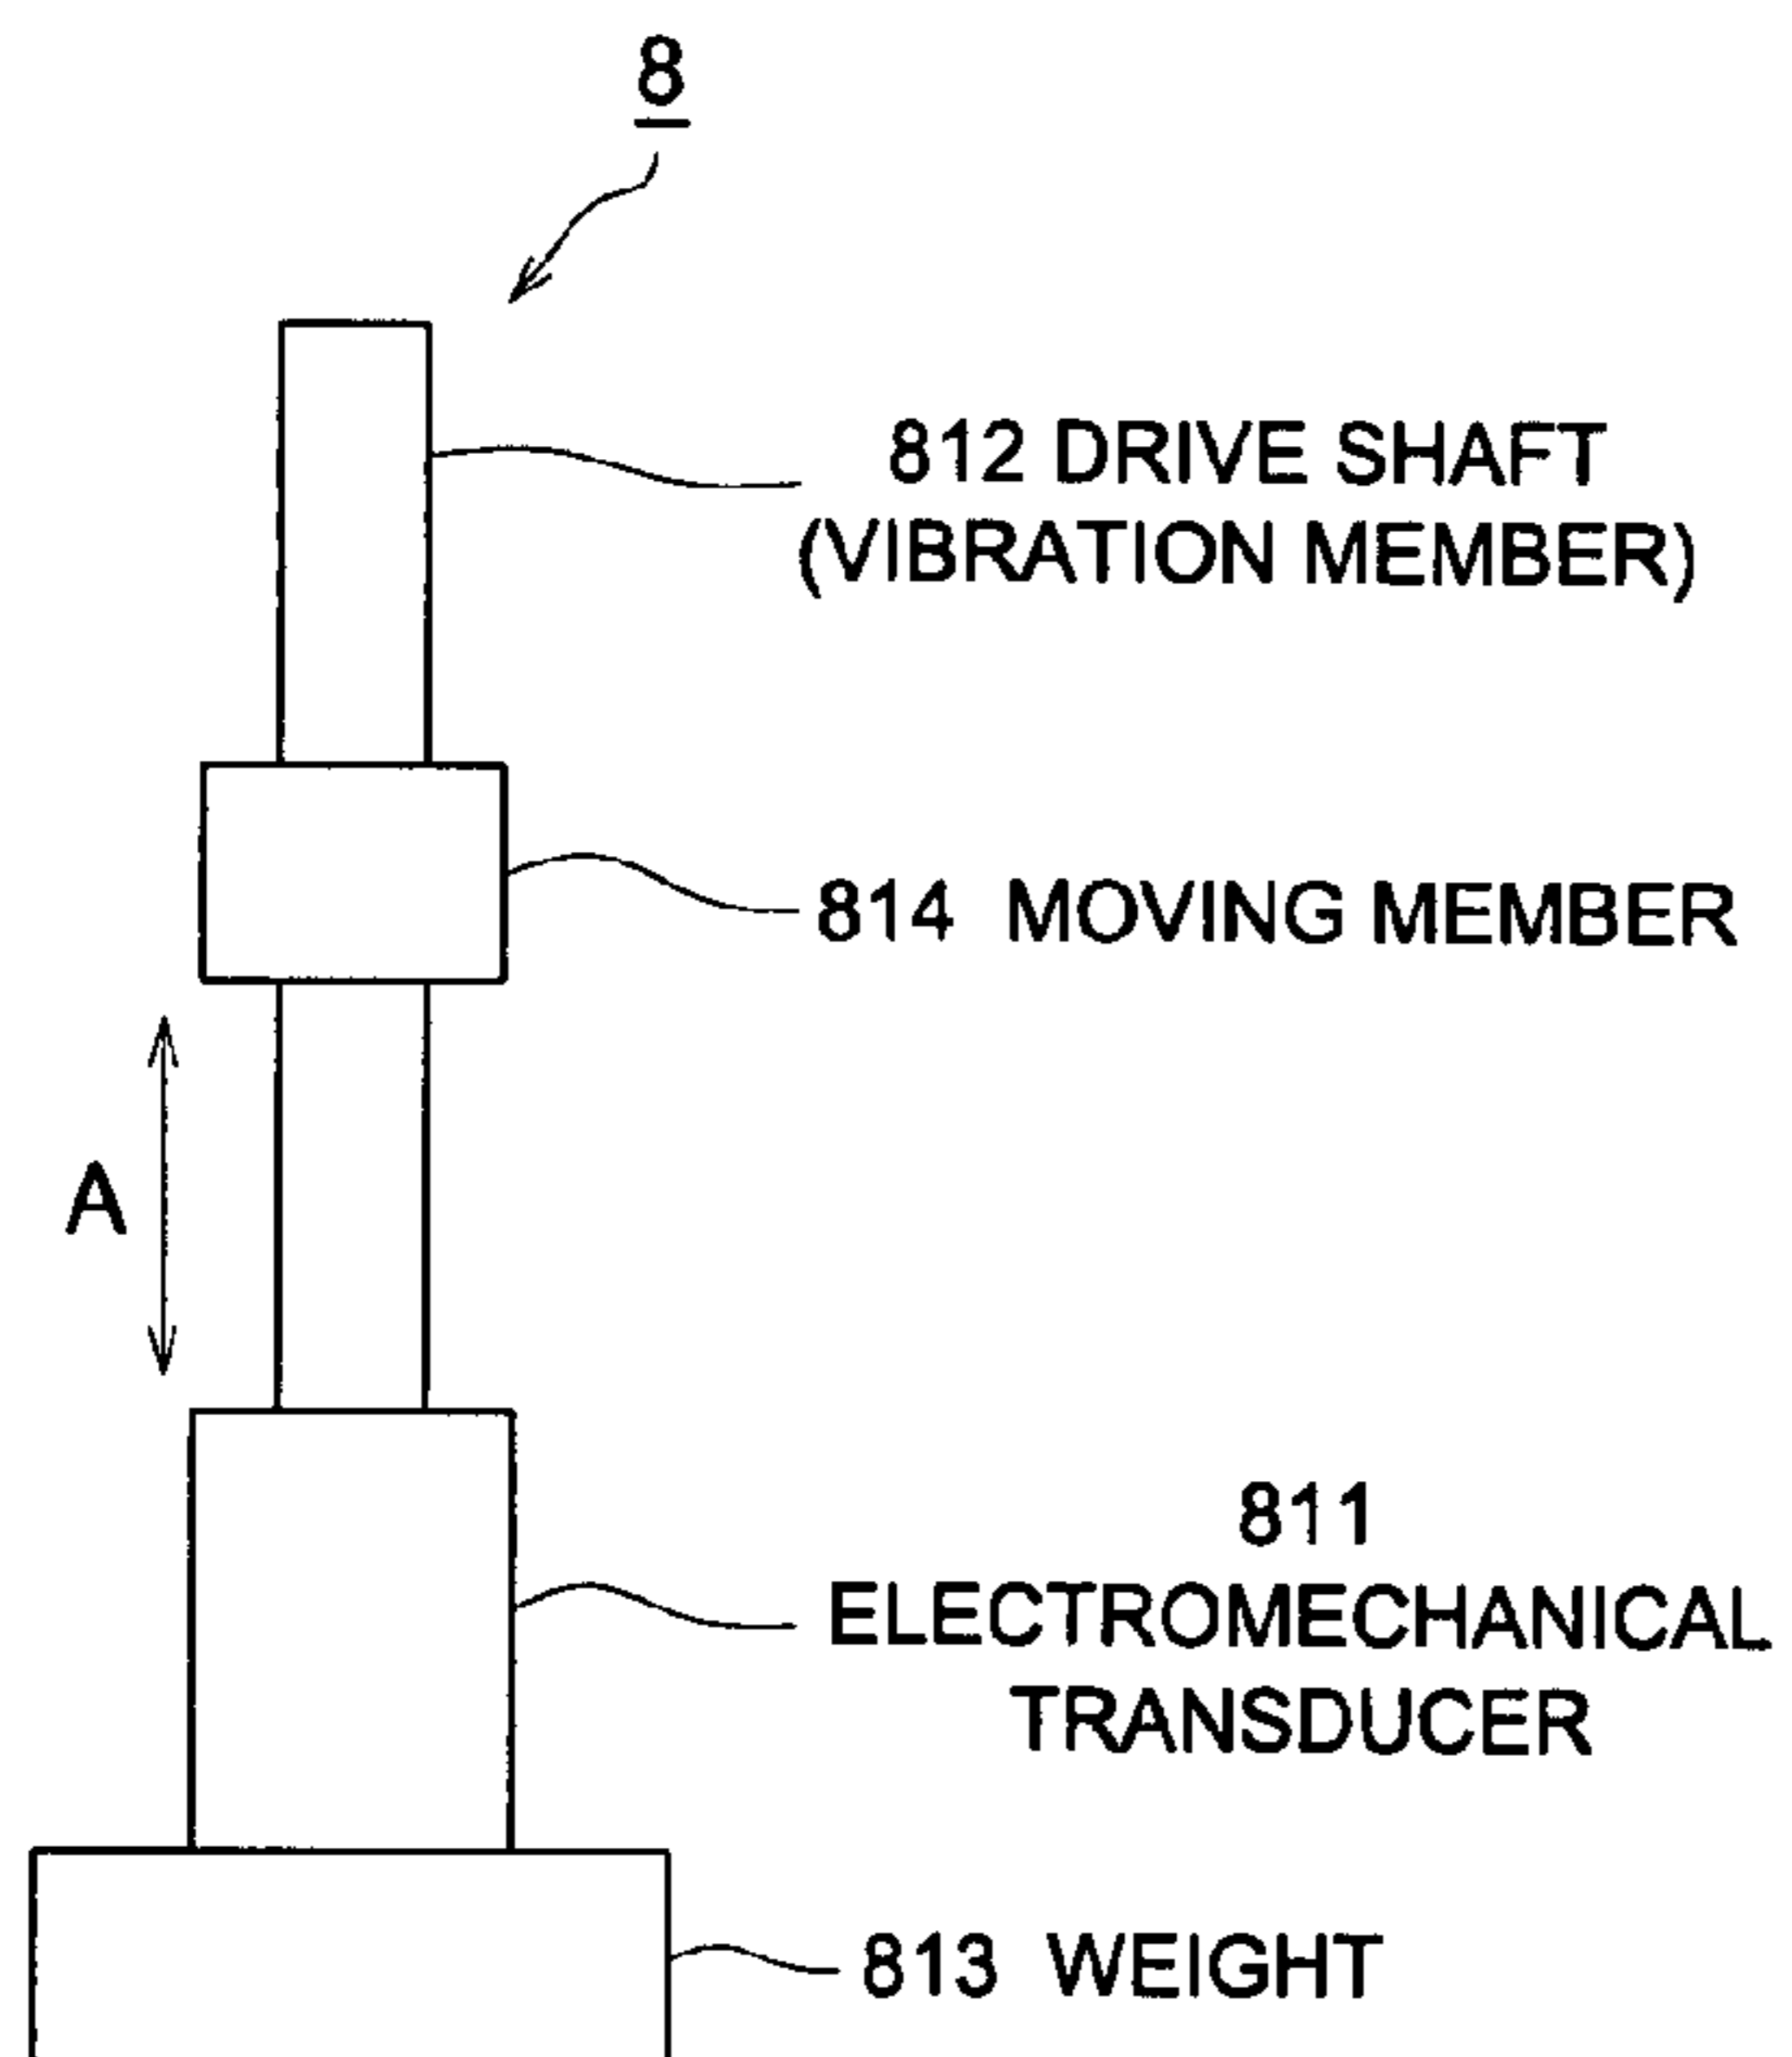 8
812 DRIVE SHAFT
(VIBRATION MEMBER)
814 MOVING MEMBER
A
811
ELECTROMECHANICAL
TRANSDUCER
813 WEIGHT